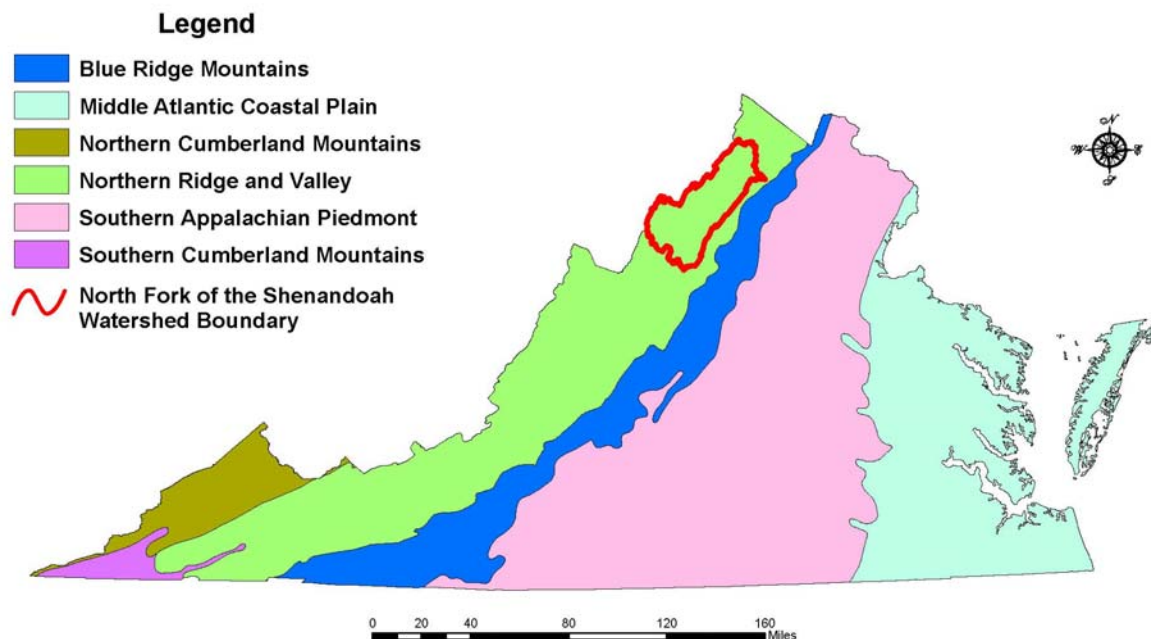 Legend
Blue Ridge Mountains
Middle Atlantic Coastal Plain
Northern Cumberland Mountains
Northern Ridge and Valley
Southern Appalachian Piedmont
Southern Cumberland Mountains
North Fork of the Shenandoah
Watershed Boundary
N
W E
S
0 20 40 80 120 160
Miles